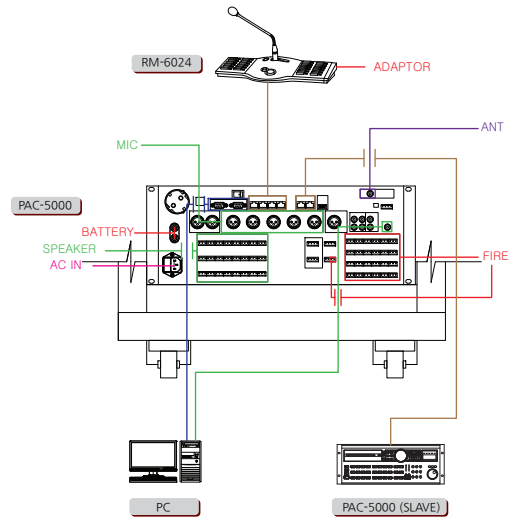 RM-6024
ADAPTOR
ANT
MIC
PAC-5000
BATTERY
SPEAKER
AC IN
FIRE
PC
PAC-5000 (SLAVE)